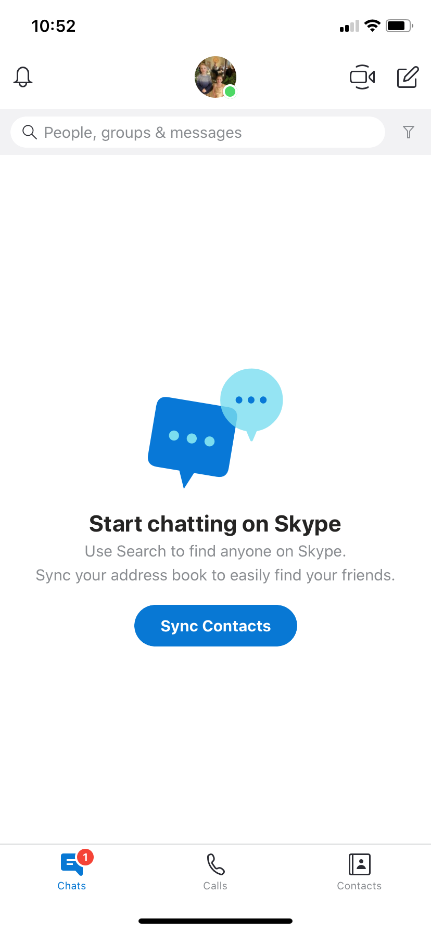 10:52
People, groups & messages
Start chatting on Skype
Use Search to find anyone on Skype.
Sync your address book to easily find your friends.
Sync Contacts
1
Chats
Calls
Contacts